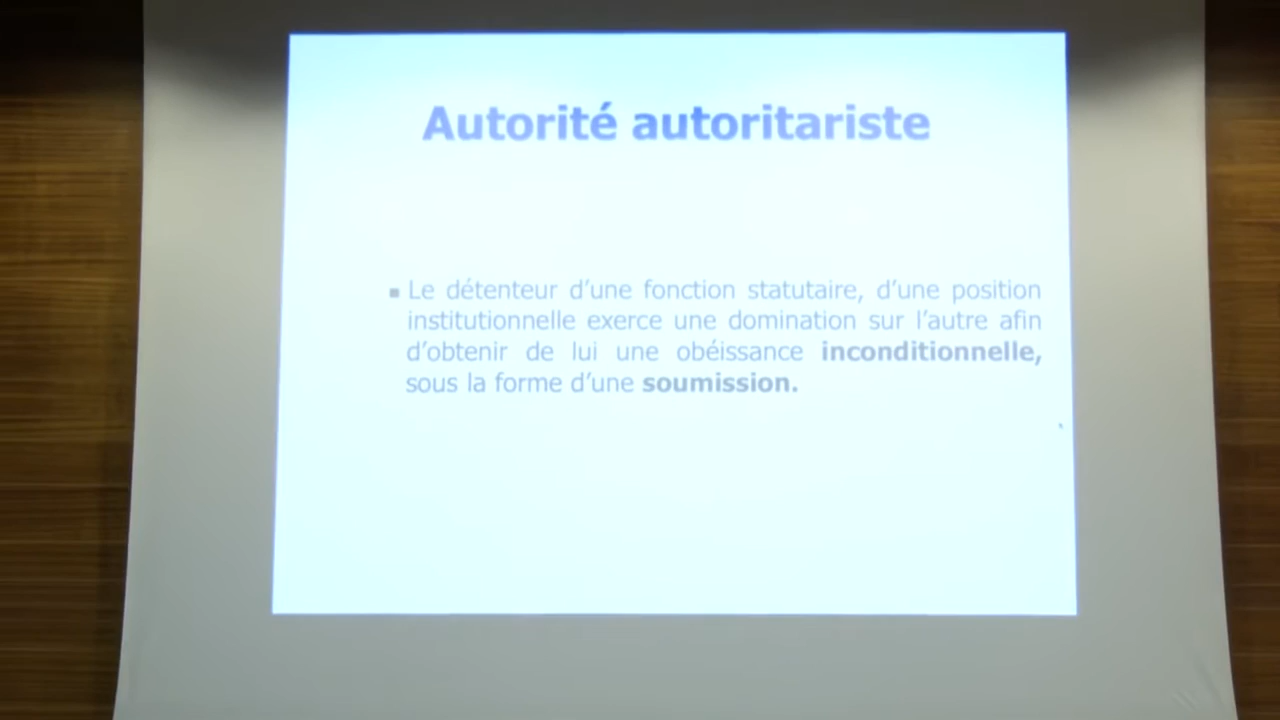 Autorité autoritariste
▪ Le détenteur d'une fonction statutaire, d'une position
institutionnelle exerce une domination sur l'autre afin
d'obtenir de lui une obéissance inconditionnelle,
sous la forme d'une soumission.